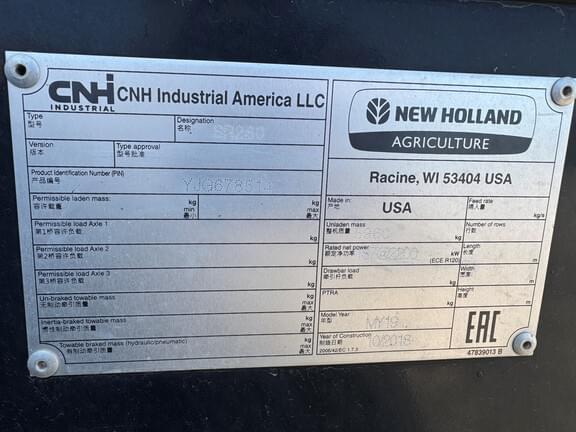 CNH INDUSTRIAL
CNH Industrial America LLC
Type
型号
Designation
名称
Version
版本
Type approval
型号批准
Product Identification Number (PIN)
产品编号
Permissible laden mass:
容许载量
kg
min
最小
kg
max
最大
Permissible load Axle 1
第1桥容许负载
kg
max
最大
Permissible load Axle 2
第2桥容许负载
kg
max
最大
Permissible load Axle 3
第3桥容许负载
kg
max
最大
Un-braked towable mass
无制动牵引质量
kg
Inertia-braked towable mass
惯性制动牵引质量
kg
Towable braked mass (hydraulic/pneumatic)
有制动牵引质量
kg
NEW HOLLAND
AGRICULTURE
Racine, WI 53404 USA
Made in:
产地
USA
Feed rate
喂入量
kg/s
Unladen mass
整机质量
kg
Number of rows
行数
Rated net power
额定净功率
kW
(ECE R120)
Length
长度
m
Drawbar load
牵引杆负载
kg
Width:
宽度:
m
PTRA
kg
Height:
高度
m
Model Year
年型
MY19
Year of Construction
制造日期
10/2018
2006/42/EC 1.7.3
EAC
47839013 B